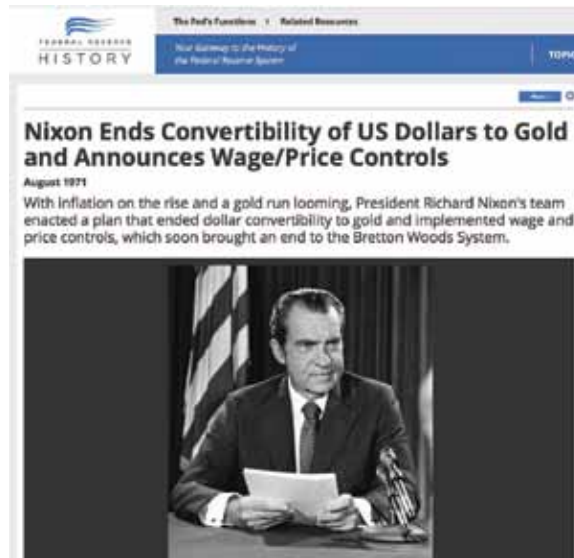 The Fed's Functions
Related Resources
FEDERAL RESERVE
HISTORY
Your Gateway to the History of
the Federal Reserve System
TOPI
Nixon Ends Convertibility of US Dollars to Gold
and Announces Wage/Price Controls
August 1971
With inflation on the rise and a gold run looming, President Richard Nixon's team
enacted a plan that ended dollar convertibility to gold and implemented wage and
price controls, which soon brought an end to the Bretton Woods System.